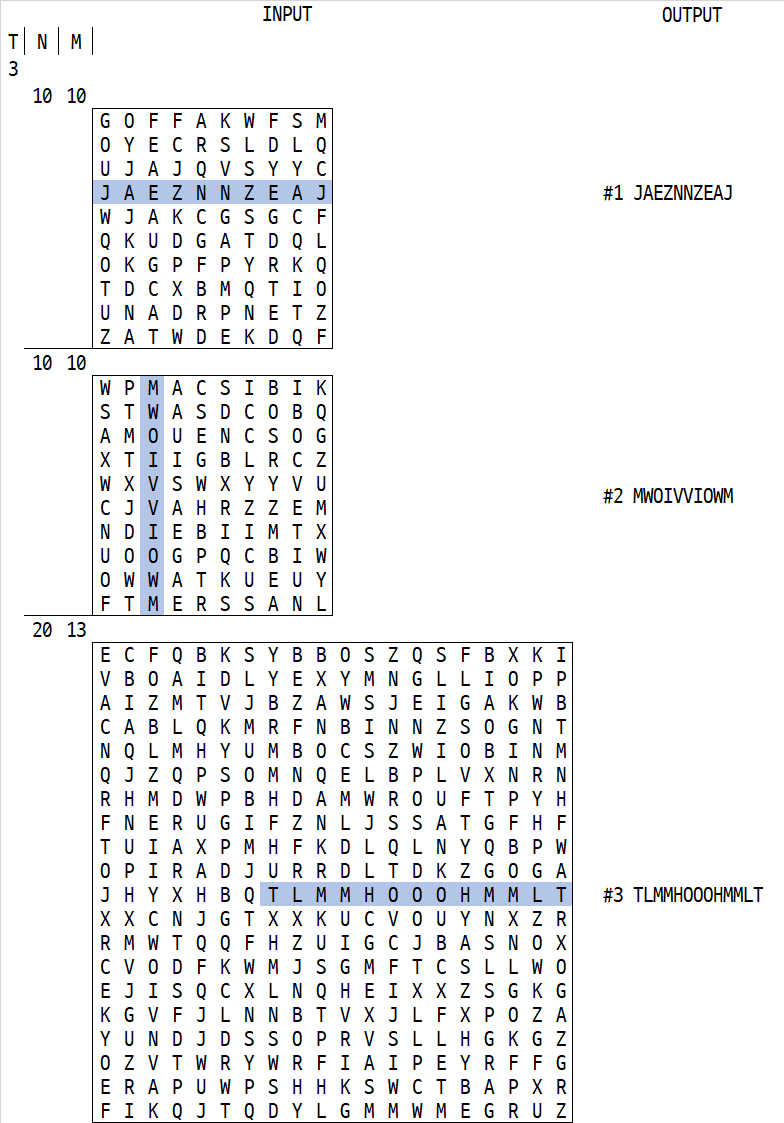 INPUT OUTPUT
T N M
3
10 10
G O F F A K W F S M
O Y E C R S L D L Q
U J A J Q V S Y Y C
J A E Z N N Z E A J #1 JAEZNNZEAJ
W J A K C G S G C F
Q K U D G A T D Q L
O K G P F P Y R K Q
T D C X B M Q T I O
U N A D R P N E T Z
Z A T W D E K D Q F
10 10
W P M A C S I B I K
S T W A S D C O B Q
A M O U E N C S O G
X T I I G B L R C Z
W X V S W X Y Y V U
C J V A H R Z Z E M #2 MWOIVVIOWM
N D I E B I I M T X
U O O G P Q C B I W
O W W A T K U E U Y
F T M E R S S A N L
20 13
E C F Q B K S Y B B O S Z Q S F B X K I
V B O A I D L Y E X Y M N G L L I O P P
A I Z M T V J B Z A W S J E I G A K W B
C A B L Q K M R F N B I N N Z S O G N T
N Q L M H Y U M B O C S Z W I O B I N M
Q J Z Q P S O M N Q E L B P L V X N R N
R H M D W P B H D A M W R O U F T P Y H
F N E R U G I F Z N L J S S A T G F H F
T U I A X P M H F K D L Q L N Y Q B P W
O P I R A D J U R R D L T D K Z G O G A
J H Y X H B Q T L M M H O O O H M M L T #3 TLMMHOOOHMMLT
X X C N J G T X X K U C V O U Y N X Z R
R M W T Q Q F H Z U I G C J B A S N O X
C V O D F K W M J S G M F T C S L L W O
E J I S Q C X L N Q H E I X X Z S G K G
K G V F J L N N B T V X J L F X P O Z A
Y U N D J D S S O P R V S L L H G K G Z
O Z V T W R Y W R F I A I P E Y R F F G
E R A P U W P S H H K S W C T B A P X R
F I K Q J T Q D Y L G M M W M E G R U Z